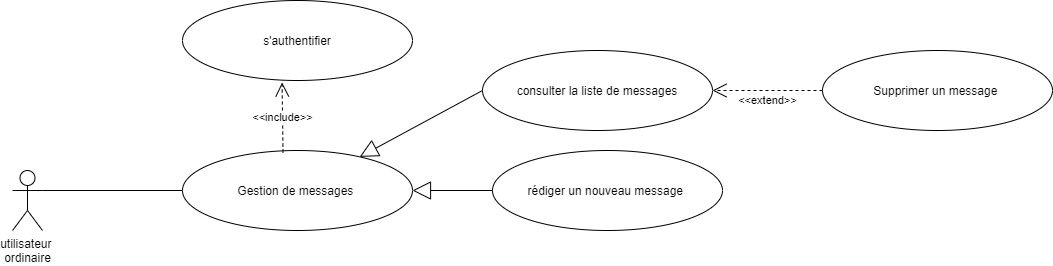 s'authentifier
consulter la liste de messages
Supprimer un message
<<extend>>
<<include>>
Gestion de messages
rédiger un nouveau message
utilisateur
ordinaire